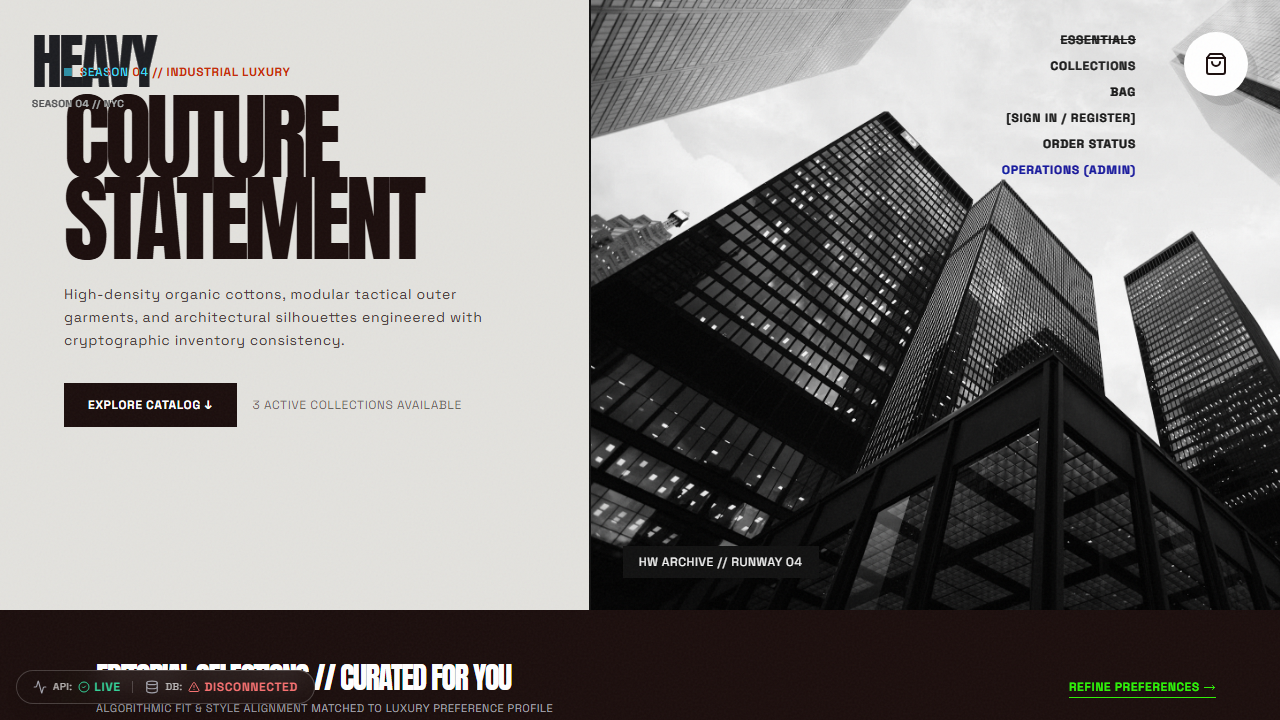 HEAVY
SEASON 04 // INDUSTRIAL LUXURY
SEASON 04 // NYC
COUTURE
STATEMENT
High-density organic cottons, modular tactical outer
garments, and architectural silhouettes engineered with
cryptographic inventory consistency.
EXPLORE CATALOG ↓
3 ACTIVE COLLECTIONS AVAILABLE
ESSENTIALS
COLLECTIONS
BAG
[SIGN IN / REGISTER]
ORDER STATUS
OPERATIONS (ADMIN)
HW ARCHIVE // RUNWAY 04
EDITORIAL SELECTIONS // CURATED FOR YOU
ALGORITHMIC FIT & STYLE ALIGNMENT MATCHED TO LUXURY PREFERENCE PROFILE
REFINE PREFERENCES →
API: LIVE
DB: DISCONNECTED